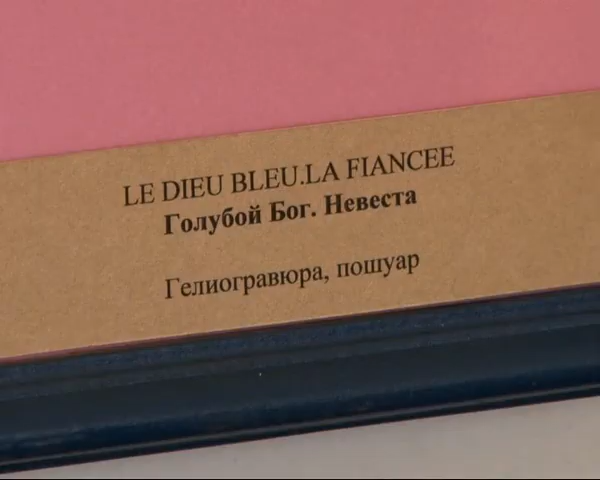 LE DIEU BLEU.LA FIANCEE
Голубой Бог. Невеста
Гелиогравюра, пошуар